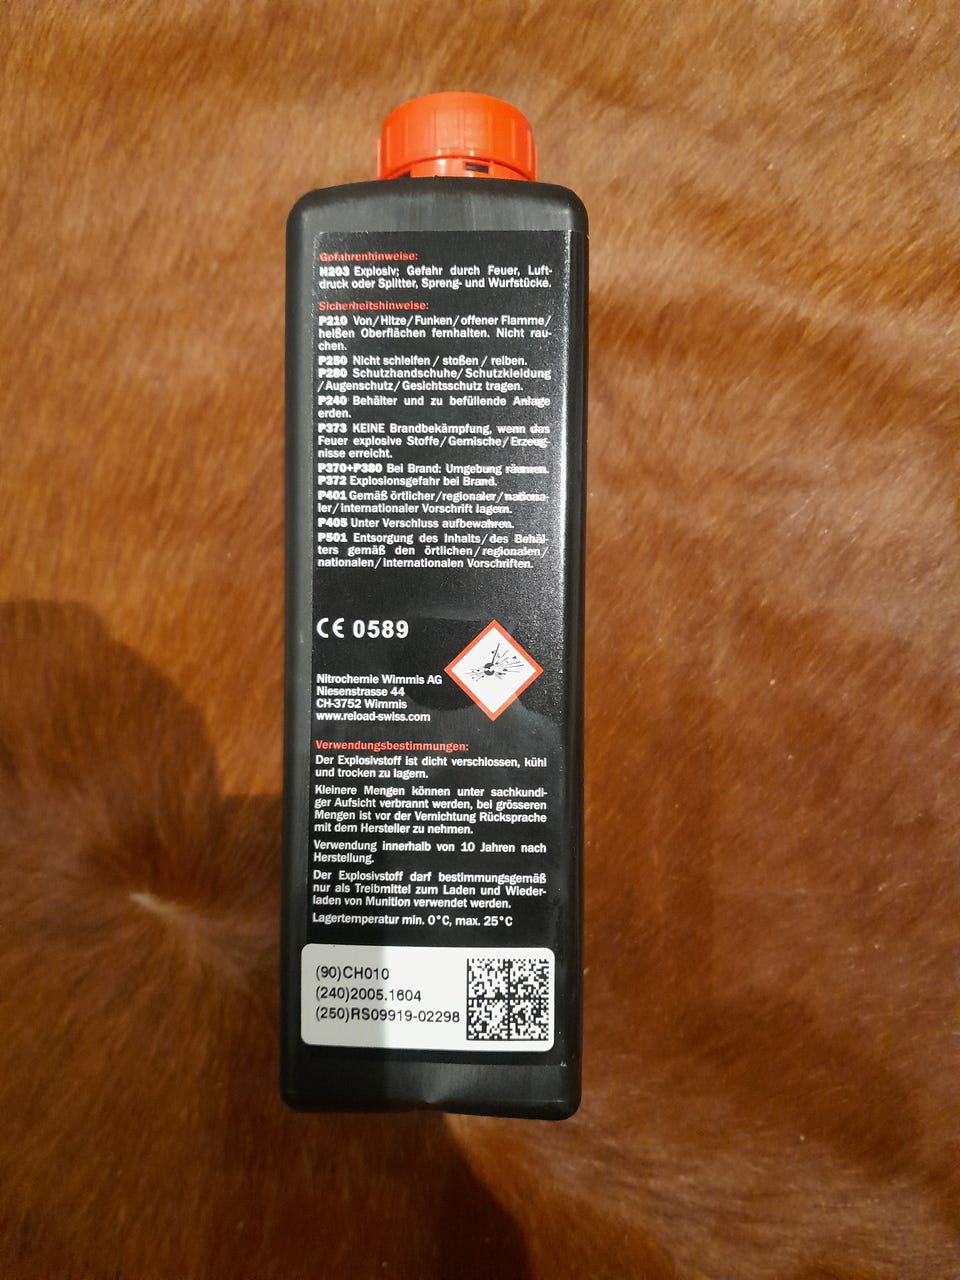 Gefahrenhinweise:
H203 Explosiv; Gefahr durch Feuer, Luft-
druck oder Splitter, Spreng- und Wurfstücke.
Sicherheitshinweise:
P210 Von/Hitze/Funken/offener Flamme/
heißen Oberflächen fernhalten. Nicht rau-
chen.
P250 Nicht schleifen / stoßen / reiben.
P280 Schutzhandschuhe/Schutzkleidung
/Augenschutz/Gesichtsschutz tragen.
P240 Behälter und zu befüllende Anlage
erden.
P373 KEINE Brandbekämpfung, wenn das
Feuer explosive Stoffe/Gemische/Erzeug-
nisse erreicht.
P370+P380 Bei Brand: Umgebung räumen.
P372 Explosionsgefahr bei Brand.
P401 Gemäß örtlicher/regionaler/nationa-
ler/internationaler Vorschrift lagern.
P405 Unter Verschluss aufbewahren.
P501 Entsorgung des Inhalts/des Behäl-
ters gemäß den örtlichen/regionalen/
nationalen/internationalen Vorschriften.
CE 0589
Nitrochemie Wimmis AG
Niesenstrasse 44
CH-3752 Wimmis
www.reload-swiss.com
Verwendungsbestimmungen:
Der Explosivstoff ist dicht verschlossen, kühl
und trocken zu lagern.
Kleinere Mengen können unter sachkundi-
ger Aufsicht verbrannt werden, bei grösseren
Mengen ist vor der Vernichtung Rücksprache
mit dem Hersteller zu nehmen.
Verwendung innerhalb von 10 Jahren nach
Herstellung.
Der Explosivstoff darf bestimmungsgemäß
nur als Treibmittel zum Laden und Wieder-
laden von Munition verwendet werden.
Lagertemperatur min. 0°C, max. 25°C
(90)CH010
(240)2005.1604
(250)RS09919-02298